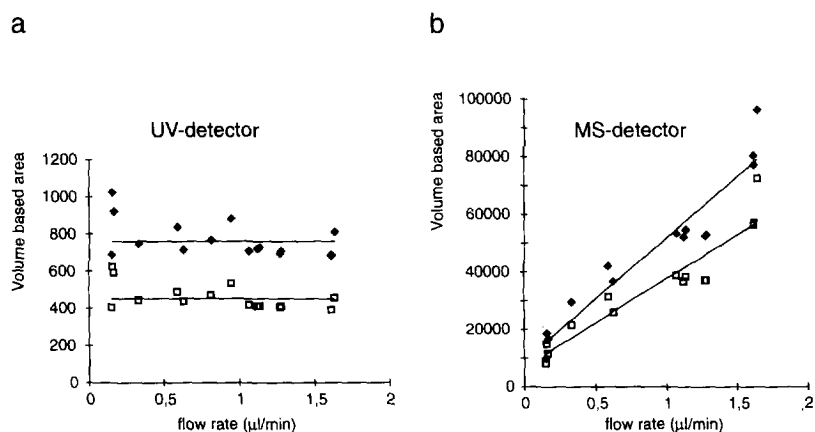 a
UV-detector
Volume based area
1200
1000
800
600
400
200
0
0
0,5
1
1,5
2
flow rate (µl/min)
b
MS-detector
Volume based area
100000
80000
60000
40000
20000
0
0
0,5
1
1,5
,2
flow rate (µl/min)